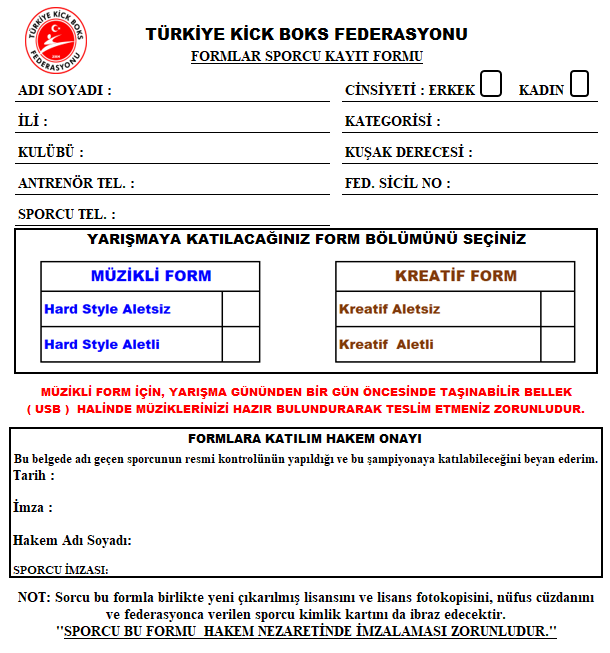 TÜRKİYE KİCK BOKS FEDERASYONU
TÜRKİYE KİCK BOKS FEDERASYONU
FORMLAR SPORCU KAYIT FORMU
ADI SOYADI : CİNSİYETİ : ERKEK KADIN
İLİ : KATEGORİSİ :
KULÜBÜ : KUŞAK DERECESİ :
ANTRENÖR TEL. : FED. SİCİL NO :
SPORCU TEL. :
YARIŞMAYA KATILACAĞINIZ FORM BÖLÜMÜNÜ SEÇİNİZ
MÜZİKLİ FORM
Hard Style Aletsiz
Hard Style Aletli
KREATİF FORM
Kreatif Aletsiz
Kreatif Aletli
MÜZİKLİ FORM İÇİN, YARIŞMA GÜNÜNDEN BİR GÜN ÖNCESİNDE TAŞINABİLİR BELLEK
( USB ) HALİNDE MÜZİKLERİNİZİ HAZIR BULUNDURARAK TESLİM ETMENİZ ZORUNLUDUR.
FORMLARA KATILIM HAKEM ONAYI
Bu belgede adı geçen sporcunun resmi kontrolünün yapıldığı ve bu şampiyonaya katılabileceğini beyan ederim.
Tarih :
İmza :
Hakem Adı Soyadı:
SPORCU İMZASI:
NOT: Sorcu bu formla birlikte yeni çıkarılmış lisansını ve lisans fotokopisini, nüfus cüzdanını
ve federasyonca verilen sporcu kimlik kartını da ibraz edecektir.
"SPORCU BU FORMU HAKEM NEZARETİNDE İMZALAMASI ZORUNLUDUR."